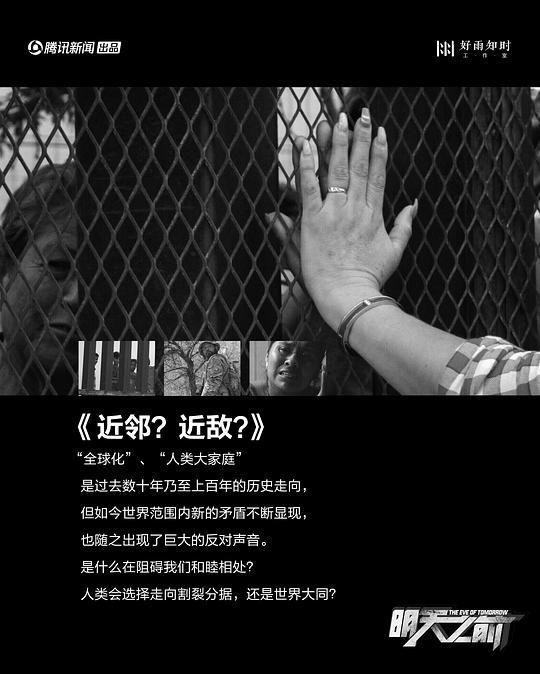 腾讯新闻 出品
好雨知时
工作室
《近邻？近敌？》
“全球化”、“人类大家庭”
是过去数十年乃至上百年的历史走向，
但如今世界范围内新的矛盾不断显现，
也随之出现了巨大的反对声音。
是什么在阻碍我们和睦相处？
人类会选择走向割裂分据，还是世界大同？
THE EVE OF TOMORROW
明天之前